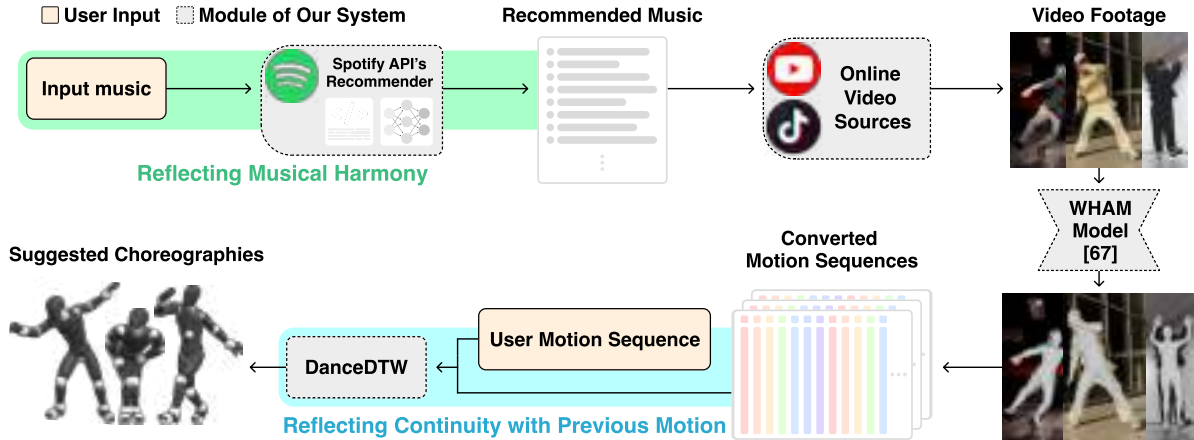 User Input
Module of Our System
Recommended Music
Video Footage
Input music
Spotify API's
Recommender
</>
Online
Video
Sources
Reflecting Musical Harmony
WHAM
Model
[67]
Suggested Choreographies
Converted
Motion Sequences
User Motion Sequence
DanceDTW
Reflecting Continuity with Previous Motion